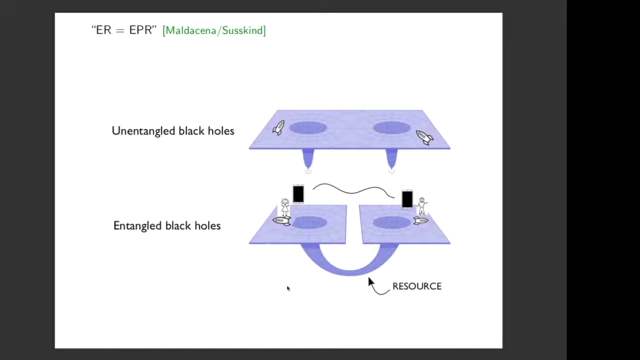 “ER = EPR” [Maldacena/Susskind]
Unentangled black holes
Entangled black holes
RESOURCE